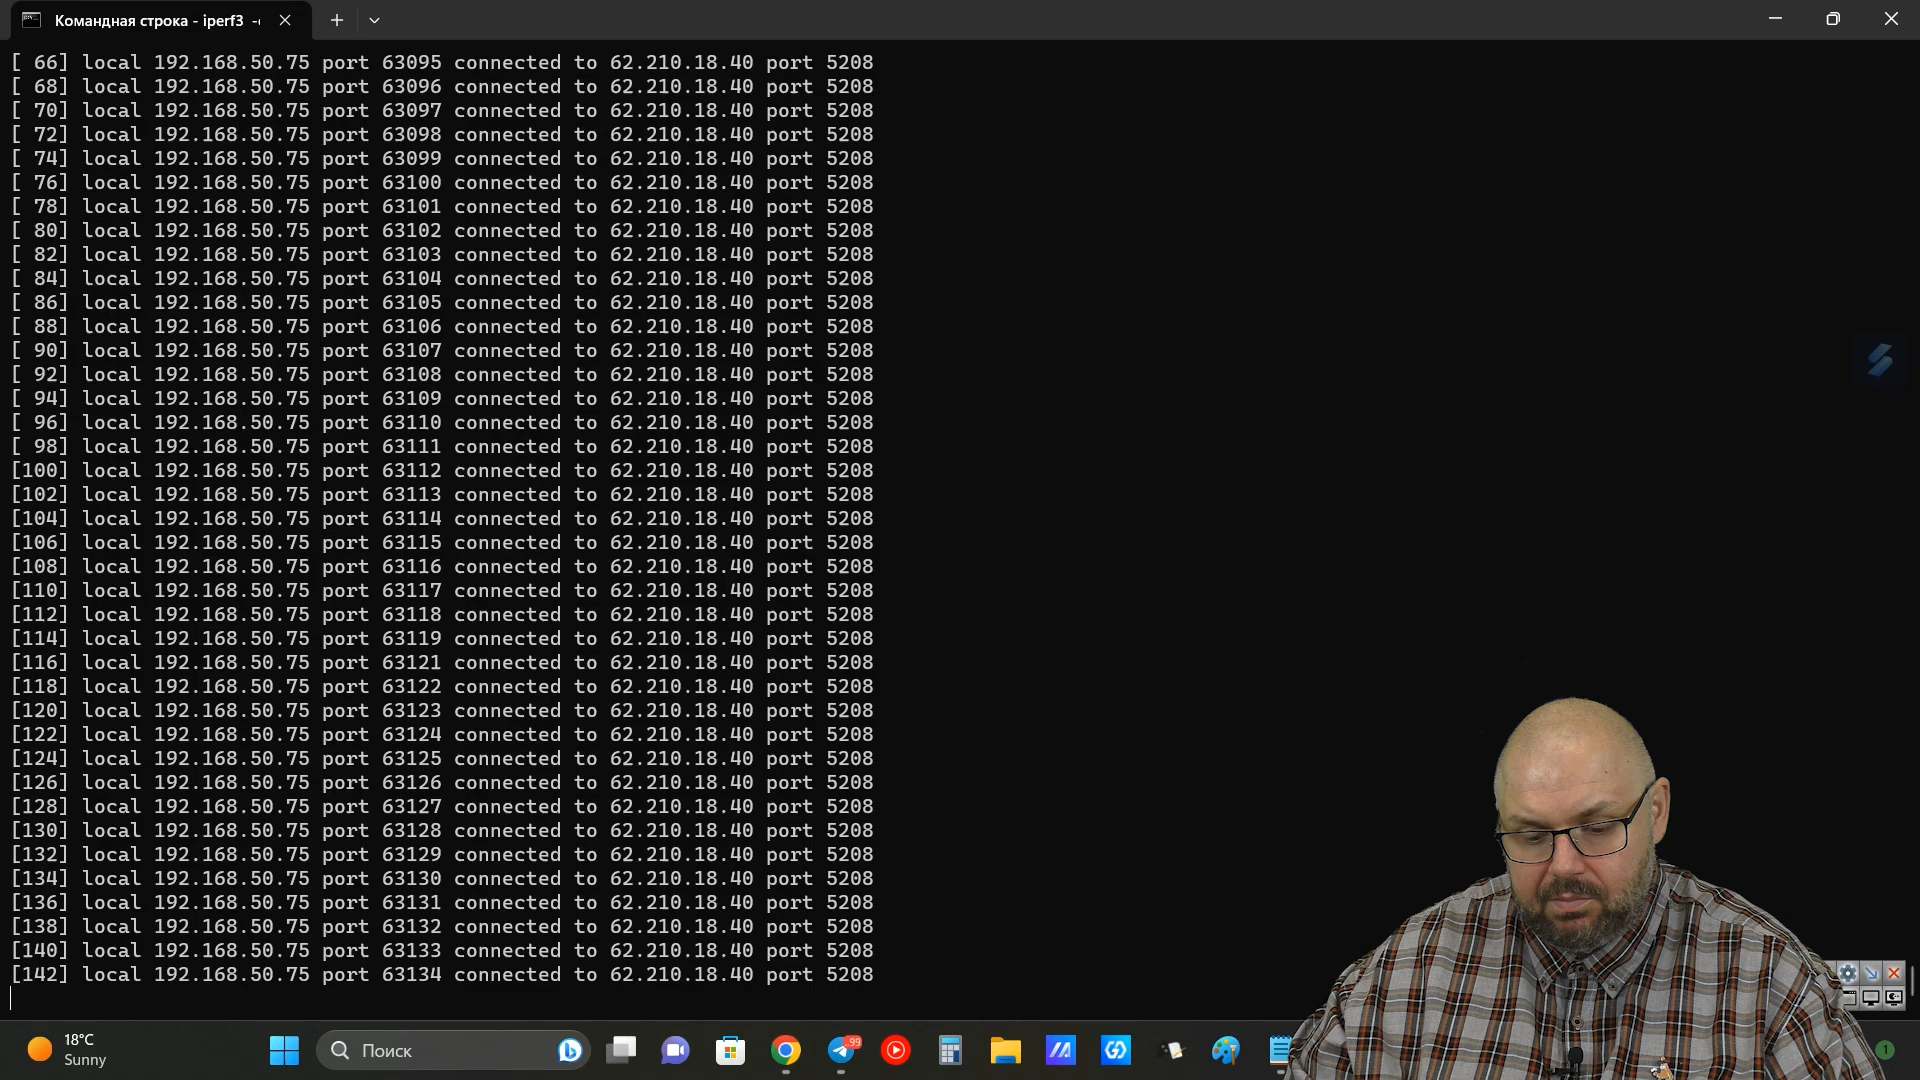 Командная строка - iperf3 -c
[ 66] local 192.168.50.75 port 63095 connected to 62.210.18.40 port 5208
[ 68] local 192.168.50.75 port 63096 connected to 62.210.18.40 port 5208
[ 70] local 192.168.50.75 port 63097 connected to 62.210.18.40 port 5208
[ 72] local 192.168.50.75 port 63098 connected to 62.210.18.40 port 5208
[ 74] local 192.168.50.75 port 63099 connected to 62.210.18.40 port 5208
[ 76] local 192.168.50.75 port 63100 connected to 62.210.18.40 port 5208
[ 78] local 192.168.50.75 port 63101 connected to 62.210.18.40 port 5208
[ 80] local 192.168.50.75 port 63102 connected to 62.210.18.40 port 5208
[ 82] local 192.168.50.75 port 63103 connected to 62.210.18.40 port 5208
[ 84] local 192.168.50.75 port 63104 connected to 62.210.18.40 port 5208
[ 86] local 192.168.50.75 port 63105 connected to 62.210.18.40 port 5208
[ 88] local 192.168.50.75 port 63106 connected to 62.210.18.40 port 5208
[ 90] local 192.168.50.75 port 63107 connected to 62.210.18.40 port 5208
[ 92] local 192.168.50.75 port 63108 connected to 62.210.18.40 port 5208
[ 94] local 192.168.50.75 port 63109 connected to 62.210.18.40 port 5208
[ 96] local 192.168.50.75 port 63110 connected to 62.210.18.40 port 5208
[ 98] local 192.168.50.75 port 63111 connected to 62.210.18.40 port 5208
[100] local 192.168.50.75 port 63112 connected to 62.210.18.40 port 5208
[102] local 192.168.50.75 port 63113 connected to 62.210.18.40 port 5208
[104] local 192.168.50.75 port 63114 connected to 62.210.18.40 port 5208
[106] local 192.168.50.75 port 63115 connected to 62.210.18.40 port 5208
[108] local 192.168.50.75 port 63116 connected to 62.210.18.40 port 5208
[110] local 192.168.50.75 port 63117 connected to 62.210.18.40 port 5208
[112] local 192.168.50.75 port 63118 connected to 62.210.18.40 port 5208
[114] local 192.168.50.75 port 63119 connected to 62.210.18.40 port 5208
[116] local 192.168.50.75 port 63121 connected to 62.210.18.40 port 5208
[118] local 192.168.50.75 port 63122 connected to 62.210.18.40 port 5208
[120] local 192.168.50.75 port 63123 connected to 62.210.18.40 port 5208
[122] local 192.168.50.75 port 63124 connected to 62.210.18.40 port 5208
[124] local 192.168.50.75 port 63125 connected to 62.210.18.40 port 5208
[126] local 192.168.50.75 port 63126 connected to 62.210.18.40 port 5208
[128] local 192.168.50.75 port 63127 connected to 62.210.18.40 port 5208
[130] local 192.168.50.75 port 63128 connected to 62.210.18.40 port 5208
[132] local 192.168.50.75 port 63129 connected to 62.210.18.40 port 5208
[134] local 192.168.50.75 port 63130 connected to 62.210.18.40 port 5208
[136] local 192.168.50.75 port 63131 connected to 62.210.18.40 port 5208
[138] local 192.168.50.75 port 63132 connected to 62.210.18.40 port 5208
[140] local 192.168.50.75 port 63133 connected to 62.210.18.40 port 5208
[142] local 192.168.50.75 port 63134 connected to 62.210.18.40 port 5208
18°C
Sunny
Поиск
99
1